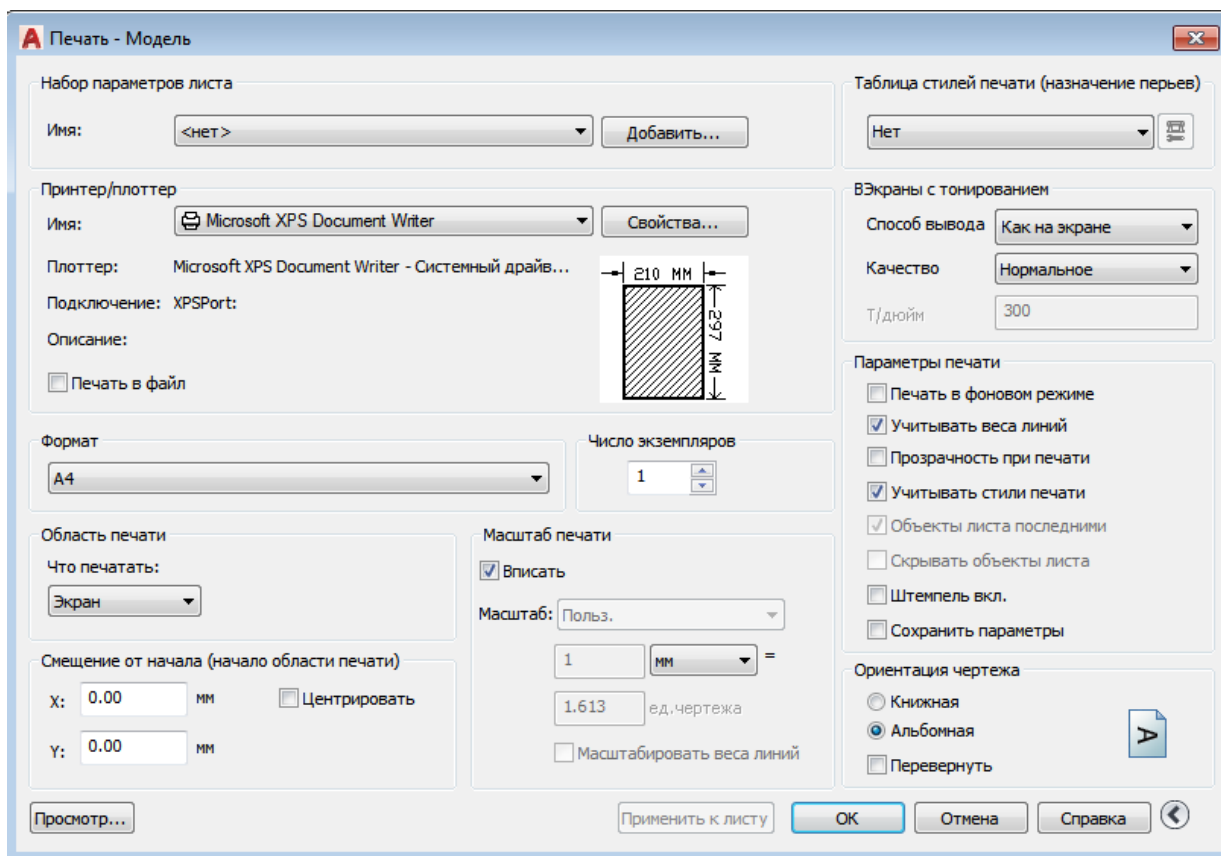 Печать - Модель
Набор параметров листа
Имя:
<нет>
Добавить...
Принтер/плоттер
Имя:
Microsoft XPS Document Writer
Свойства...
Плоттер:
Microsoft XPS Document Writer - Системный драйв...
Подключение:
XPSPort:
Описание:
Печать в файл
210 MM
297 MM
Формат
A4
Число экземпляров
1
Область печати
Что печатать:
Экран
Масштаб печати
Вписать
Масштаб:
Польз.
1
мм
=
1.613
ед.чертежа
Масштабировать веса линий
Смещение от начала (начало области печати)
X:
0.00
мм
Центрировать
Y:
0.00
мм
Таблица стилей печати (назначение перьев)
Нет
ВЭкраны с тонированием
Способ вывода
Как на экране
Качество
Нормальное
Т/дюйм
300
Параметры печати
Печать в фоновом режиме
Учитывать веса линий
Прозрачность при печати
Учитывать стили печати
Объекты листа последними
Скрывать объекты листа
Штемпель вкл.
Сохранить параметры
Ориентация чертежа
Книжная
Альбомная
Перевернуть
A
Просмотр...
Применить к листу
ОК
Отмена
Справка